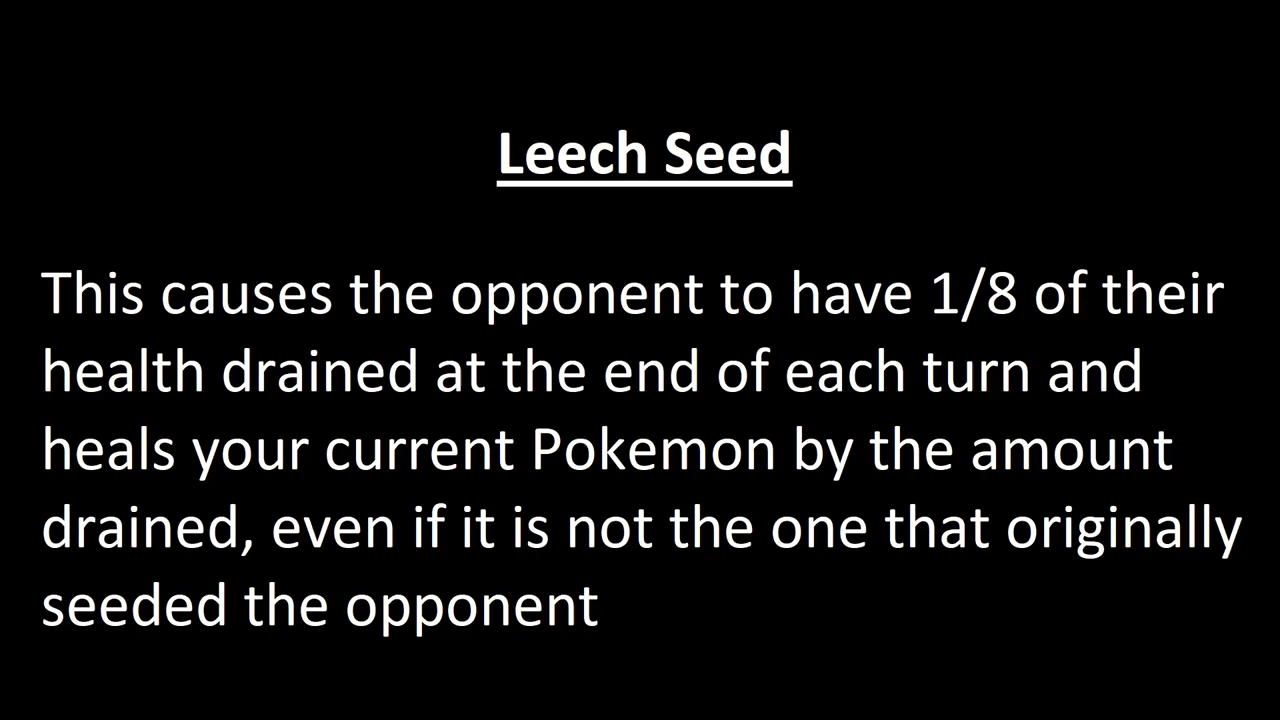 Leech Seed
This causes the opponent to have 1/8 of their
health drained at the end of each turn and
heals your current Pokemon by the amount
drained, even if it is not the one that originally
seeded the opponent